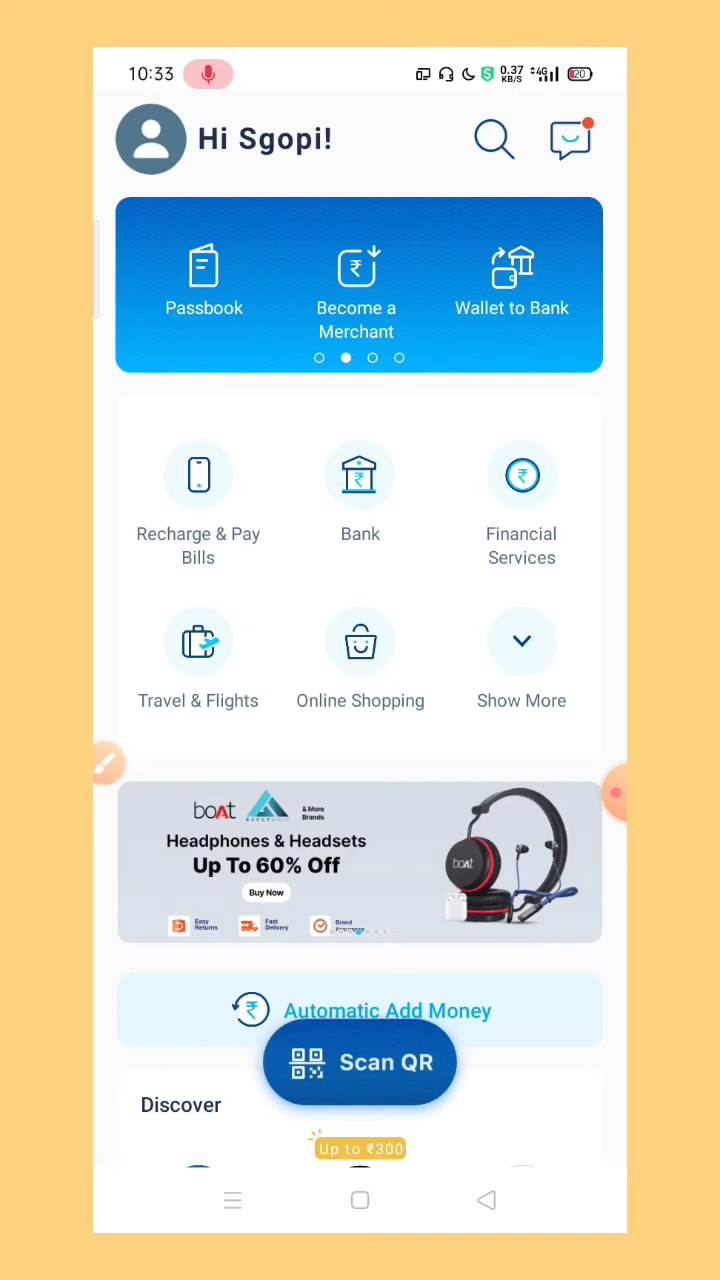 10:33
0.37
KB/S
4G
20
Hi Sgopi!
Passbook
Become a
Merchant
Wallet to Bank
Recharge & Pay
Bills
Bank
Financial
Services
Travel & Flights
Online Shopping
Show More
boAt
& More
Brands
Headphones & Headsets
Up To 60% Off
Buy Now
boAt
Easy
Returns
Fast
Delivery
Brand
Automatic Add Money
Scan QR
Discover
Up to ₹300